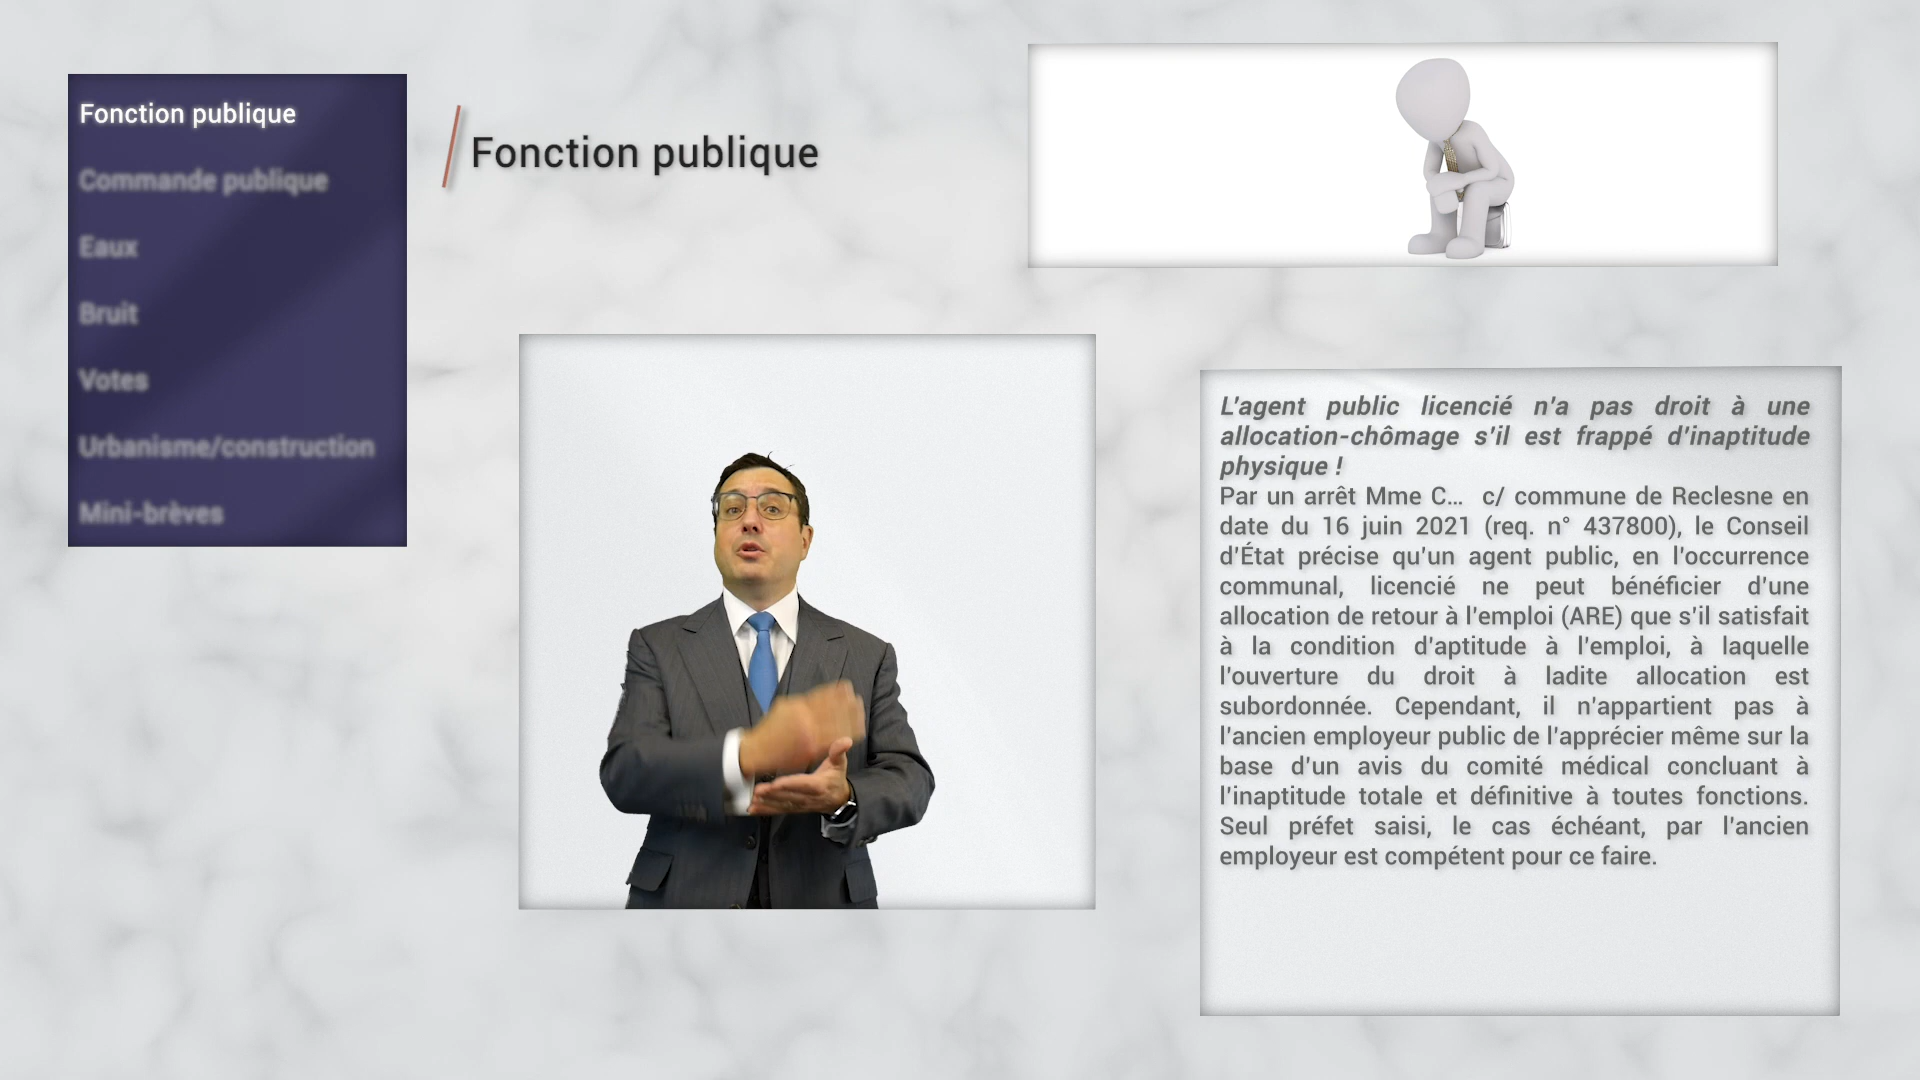 Fonction publique
Commande publique
Eaux
Bruit
Votes
Urbanisme/construction
Mini-brèves
Fonction publique
L'agent public licencié n'a pas droit à une
allocation-chômage s'il est frappé d'inaptitude
physique !
Par un arrêt Mme C... c/ commune de Reclesne en
date du 16 juin 2021 (req. n° 437800), le Conseil
d'État précise qu'un agent public, en l'occurrence
communal, licencié ne peut bénéficier d'une
allocation de retour à l'emploi (ARE) que s'il satisfait
à la condition d'aptitude à l'emploi, à laquelle
l'ouverture du droit à ladite allocation est
subordonnée. Cependant, il n'appartient pas à
l'ancien employeur public de l'apprécier même sur la
base d'un avis du comité médical concluant à
l'inaptitude totale et définitive à toutes fonctions.
Seul préfet saisi, le cas échéant, par l'ancien
employeur est compétent pour ce faire.